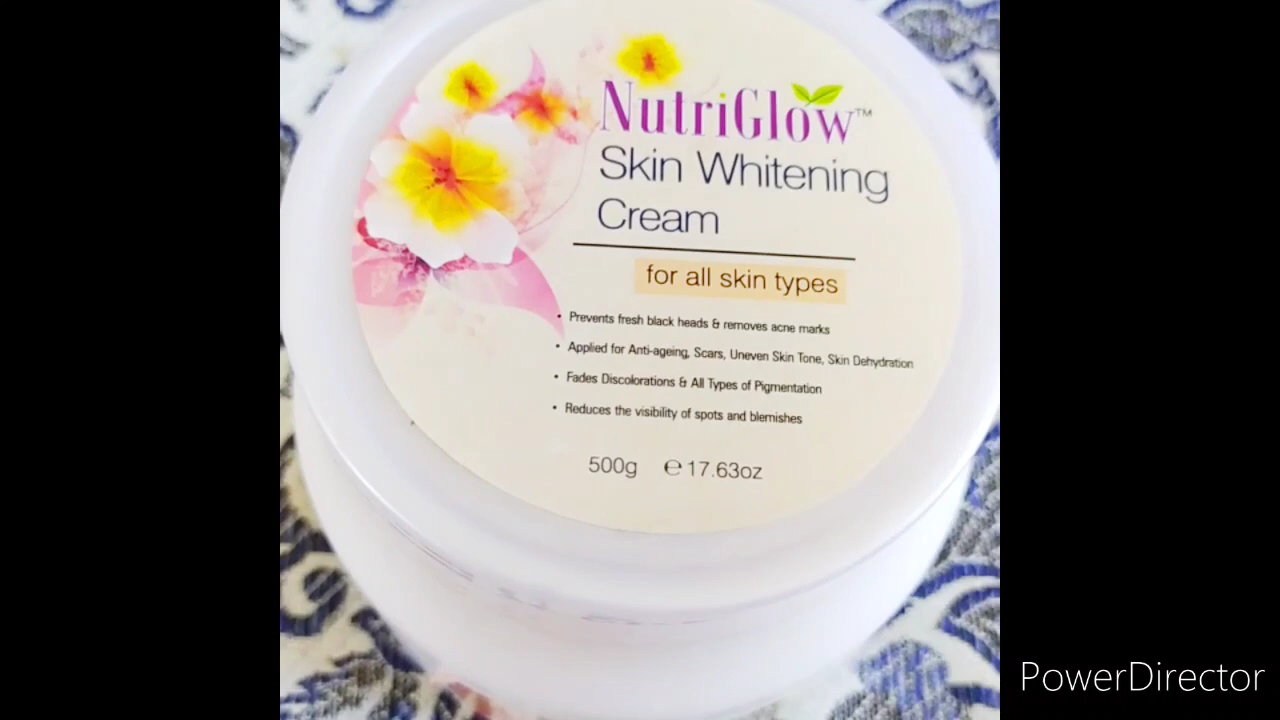 NutriGlow™
Skin Whitening
Cream
for all skin types
• Prevents fresh black heads & removes acne marks
• Applied for Anti-ageing, Scars, Uneven Skin Tone, Skin Dehydration
• Fades Discolorations & All Types of Pigmentation
• Reduces the visibility of spots and blemishes
500g ℮ 17.63oz
PowerDirector